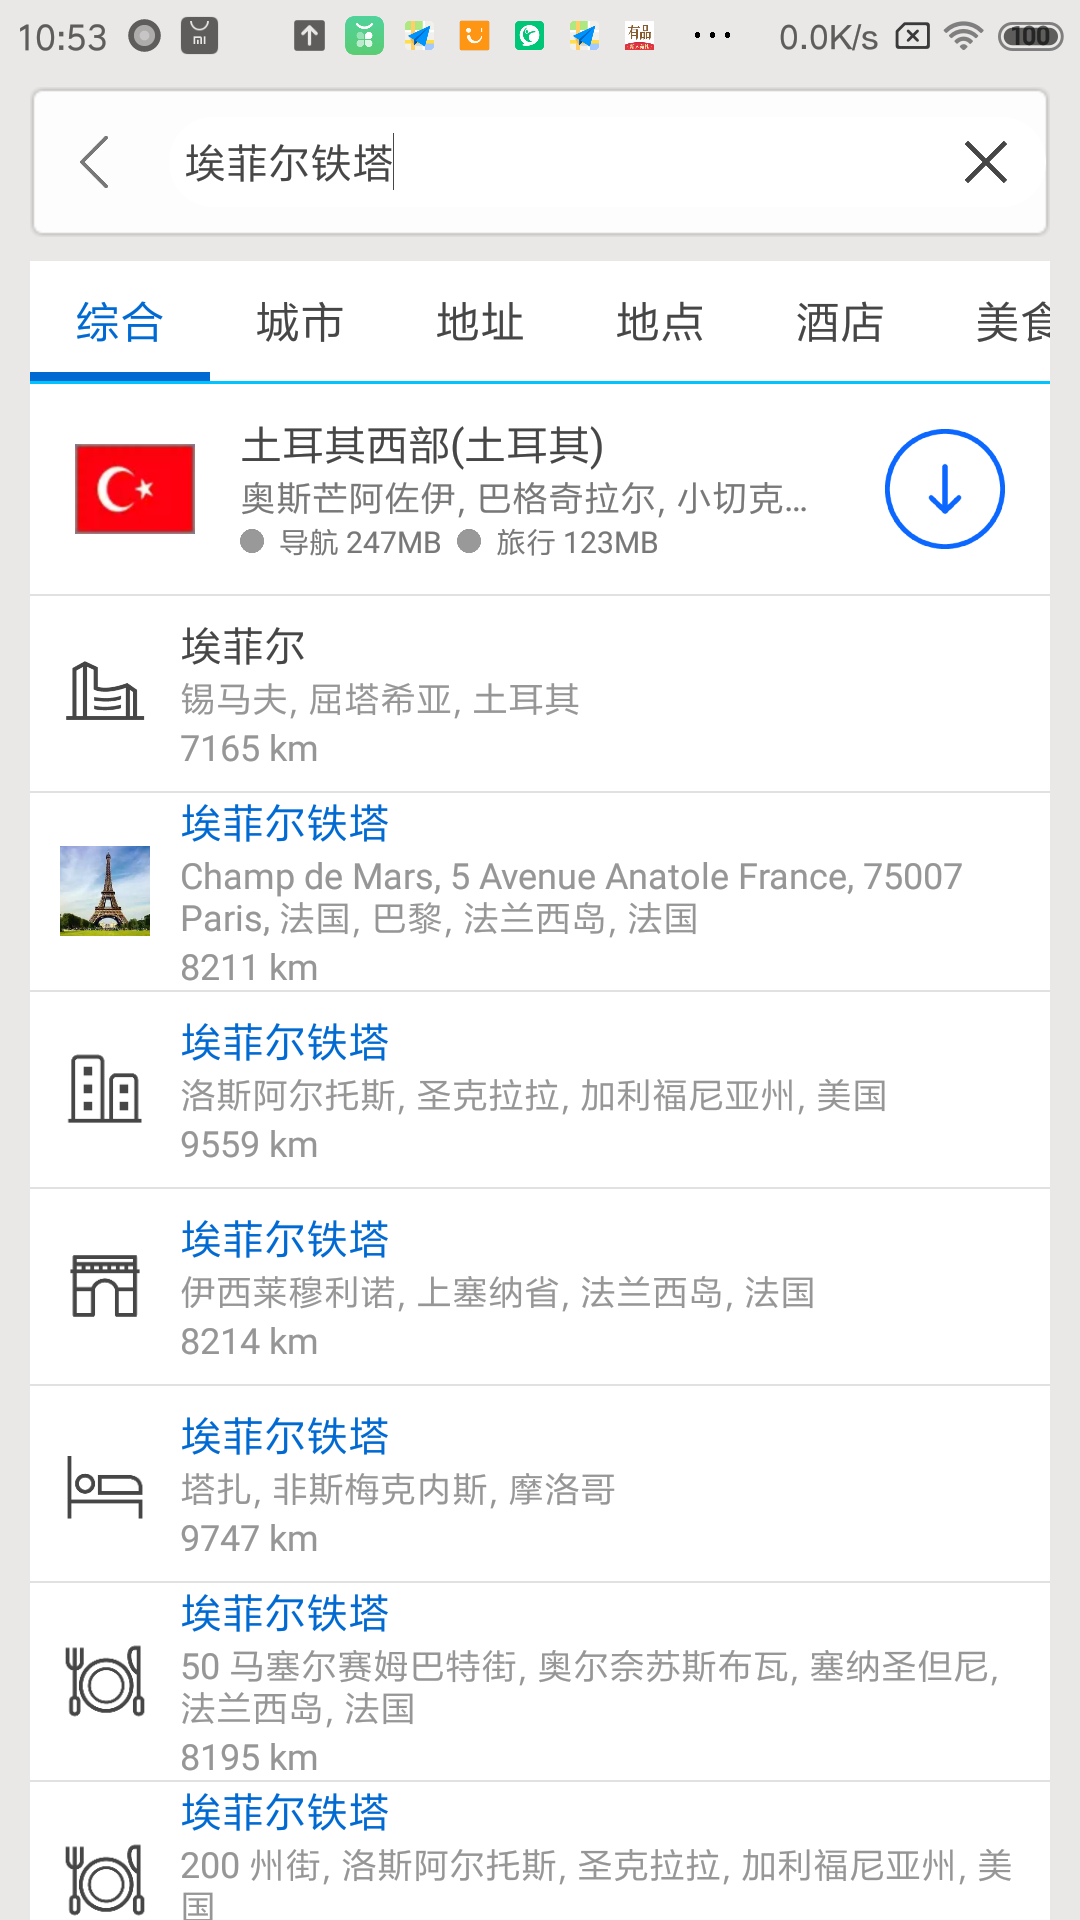 10:53
0.0K/s
100
埃菲尔铁塔
综合 城市 地址 地点 酒店 美食
土耳其西部(土耳其)
奥斯芒阿佐伊, 巴格奇拉尔, 小切克...
导航 247MB 旅行 123MB
埃菲尔
锡马夫, 屈塔希亚, 土耳其
7165 km
埃菲尔铁塔
Champ de Mars, 5 Avenue Anatole France, 75007
Paris, 法国, 巴黎, 法兰西岛, 法国
8211 km
埃菲尔铁塔
洛斯阿尔托斯, 圣克拉拉, 加利福尼亚州, 美国
9559 km
埃菲尔铁塔
伊西莱穆利诺, 上塞纳省, 法兰西岛, 法国
8214 km
埃菲尔铁塔
塔扎, 非斯梅克内斯, 摩洛哥
9747 km
埃菲尔铁塔
50 马塞尔赛姆巴特街, 奥尔奈苏斯布瓦, 塞纳圣但尼,
法兰西岛, 法国
8195 km
埃菲尔铁塔
200 州街, 洛斯阿尔托斯, 圣克拉拉, 加利福尼亚州, 美
国